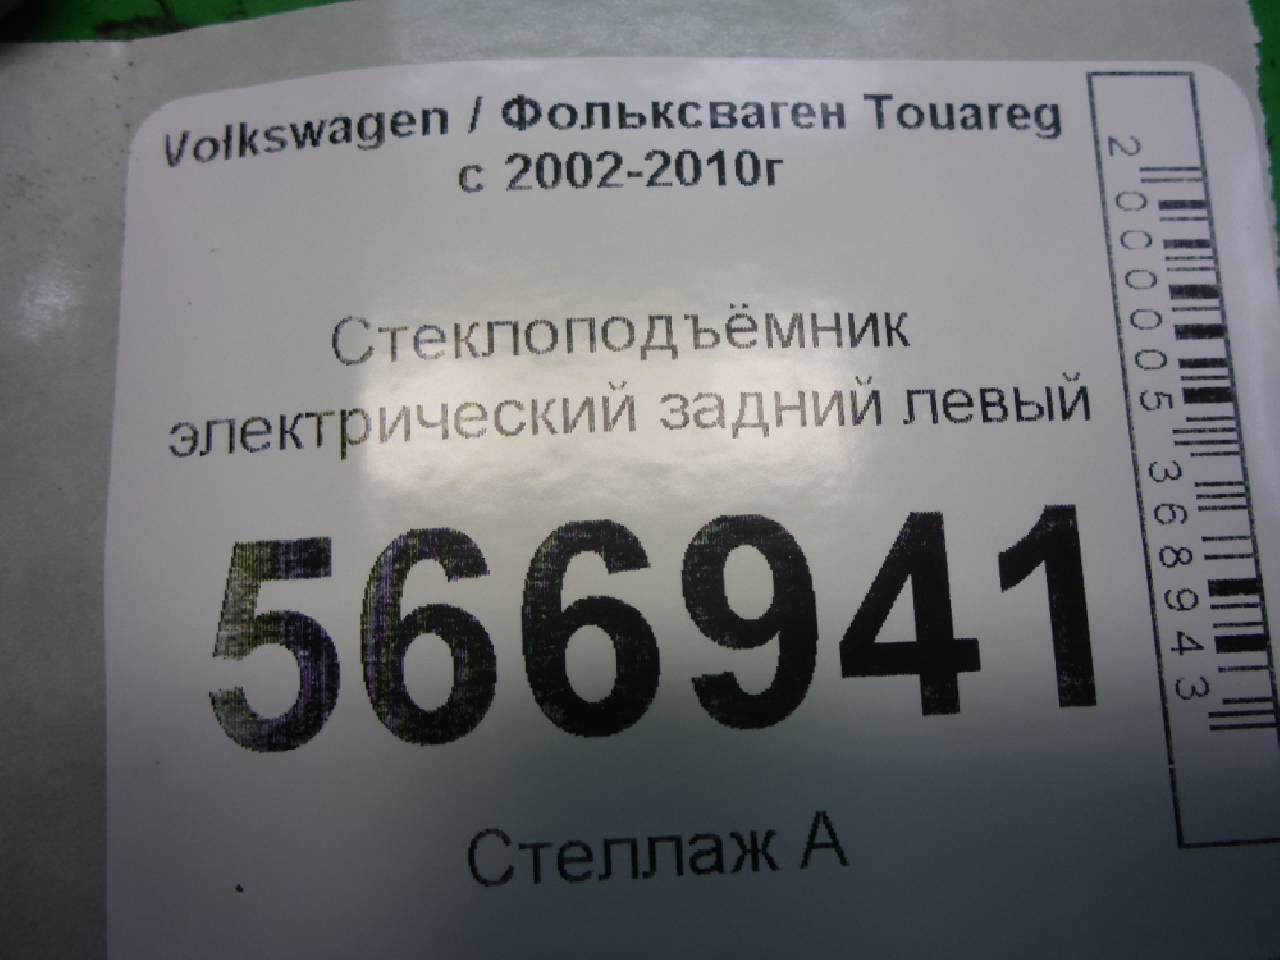 Volkswagen / Фольксваген Touareg
с 2002-2010г
Стеклоподъёмник
электрический задний левый
566941
Стеллаж А
2000005368943